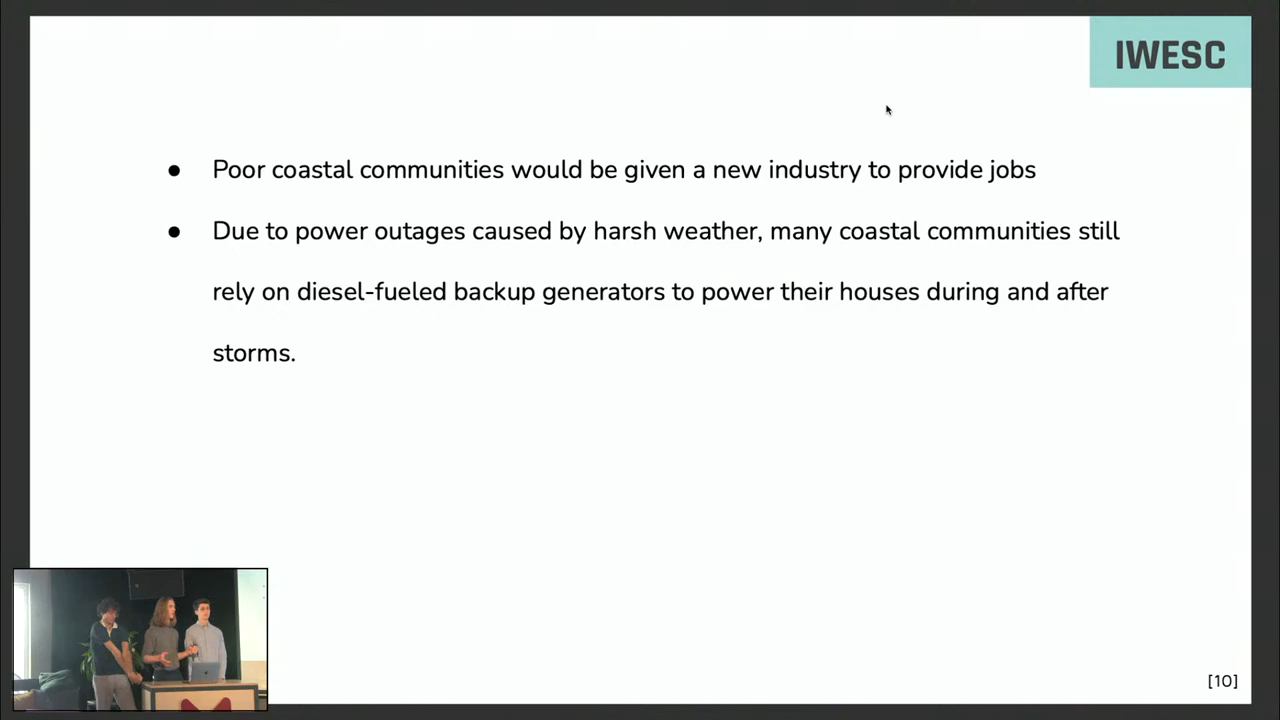 IWESC
● Poor coastal communities would be given a new industry to provide jobs
● Due to power outages caused by harsh weather, many coastal communities still
rely on diesel-fueled backup generators to power their houses during and after
storms.
[10]